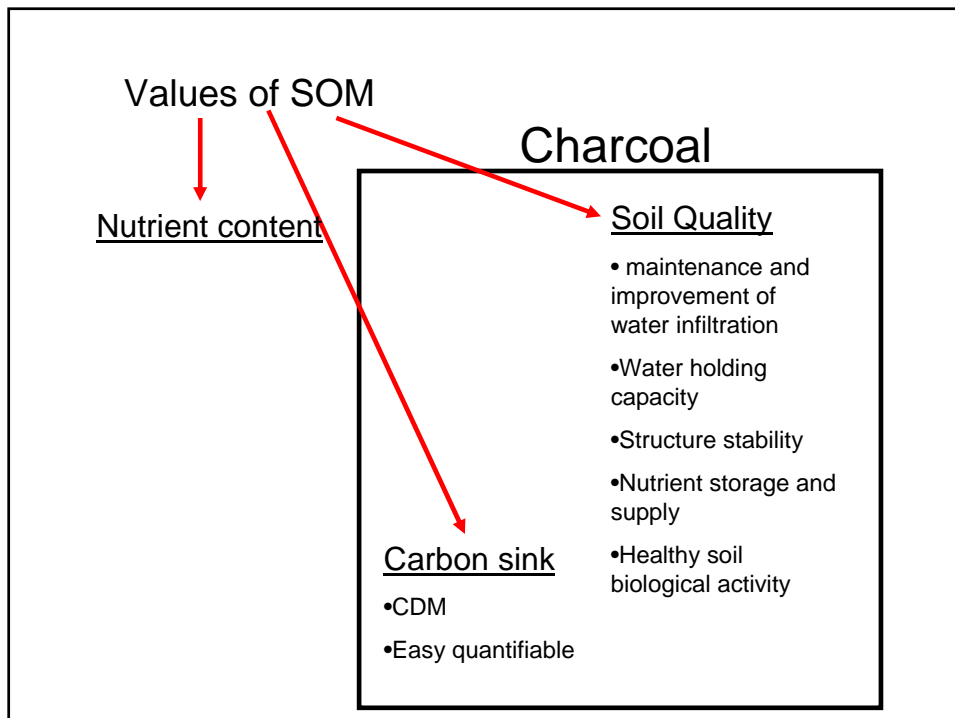 Values of SOM
Charcoal
Nutrient content
Soil Quality
• maintenance and
improvement of
water infiltration
•Water holding
capacity
•Structure stability
•Nutrient storage and
supply
•Healthy soil
biological activity
Carbon sink
•CDM
•Easy quantifiable